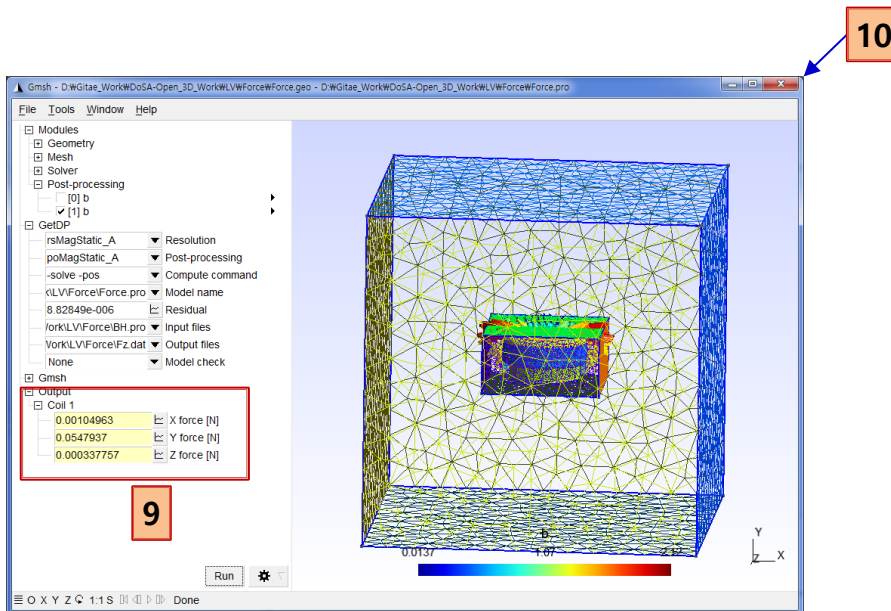 10
Gmsh - D:₩Gitae_Work₩DoSA-Open_3D_Work₩LV₩Force₩Force.geo - D:₩Gitae_Work₩DoSA-Open_3D_Work₩LV₩Force₩Force.pro
File Tools Window Help
Modules
Geometry
Mesh
Solver
Post-processing
[0] b
[1] b
GetDP
rsMagStatic_A Resolution
poMagStatic_A Post-processing
-solve -pos Compute command
\LV\Force\Force.pro Model name
8.82849e-006 Residual
/ork\LV\Force\BH.pro Input files
Vork\LV\Force\Fz.dat Output files
None Model check
Gmsh
Output
Coil 1
0.00104963 X force [N]
0.0547937 Y force [N]
0.000337757 Z force [N]
9
b
0.0137 1.07
Y
Z X
Run
O X Y Z 1:1 S Done